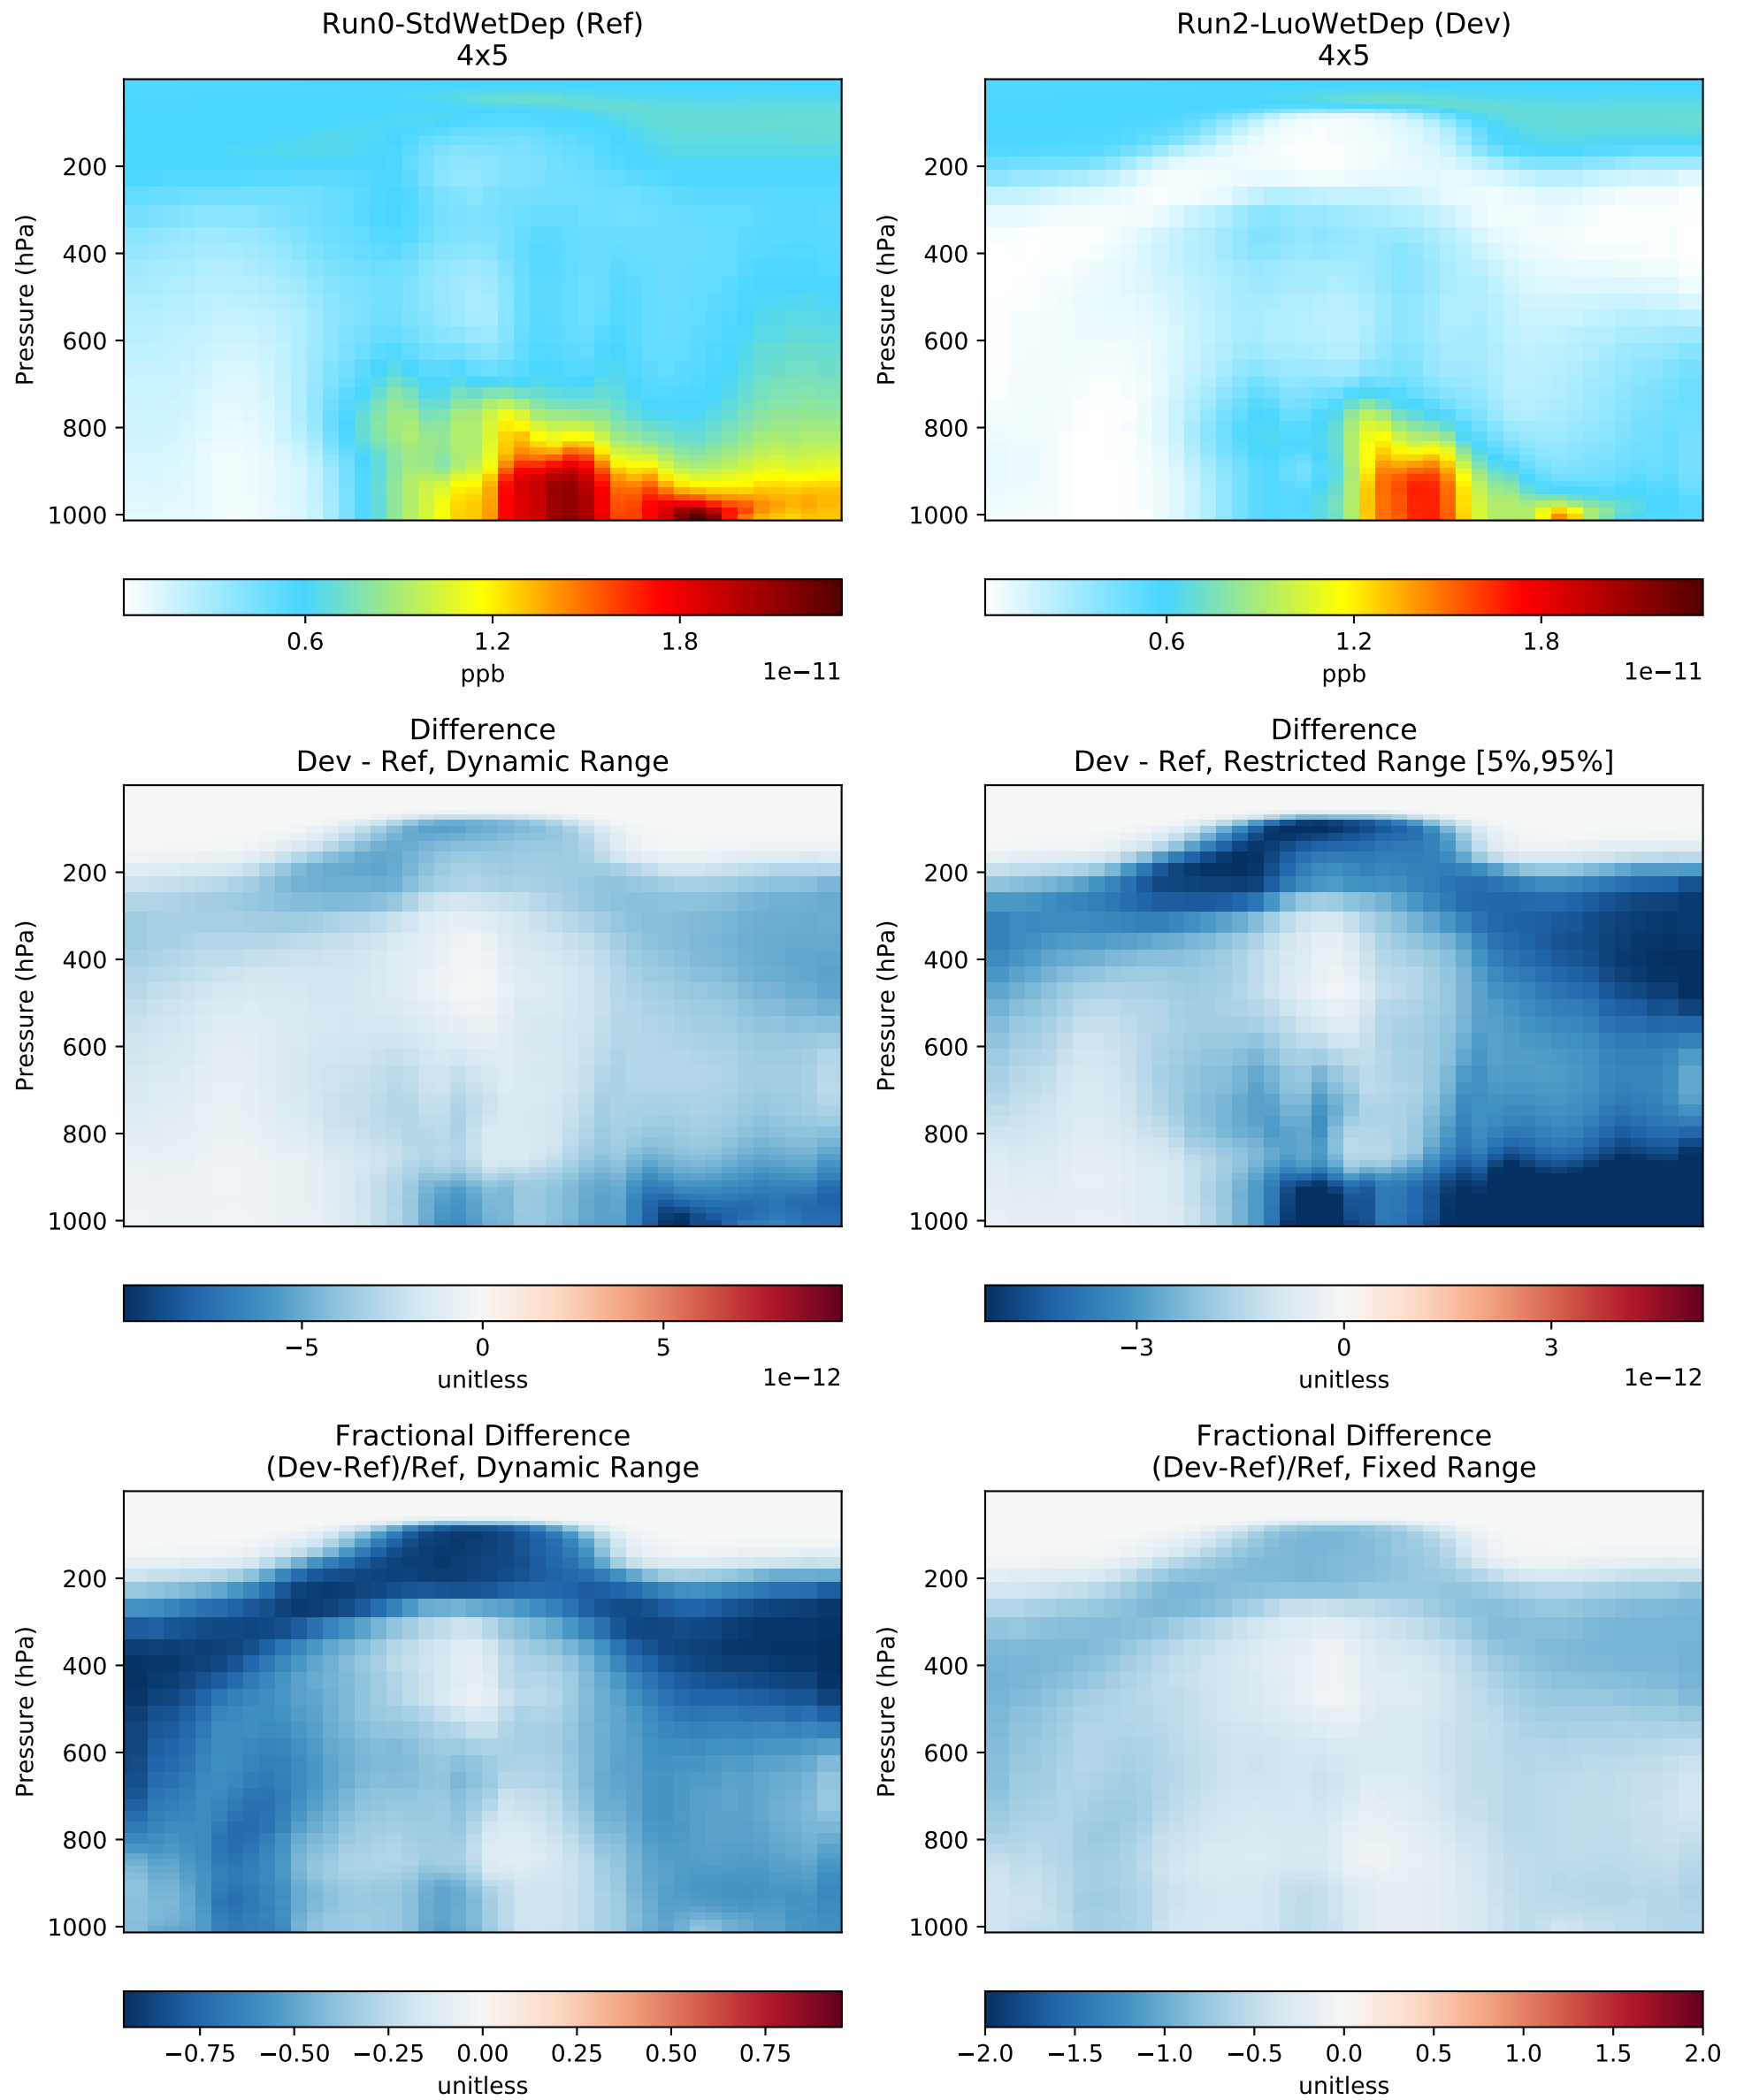 Run0-StdWetDep (Ref)
4x5
Run2-LuoWetDep (Dev)
4x5
Pressure (hPa)
200
400
600
800
1000
Pressure (hPa)
200
400
600
800
1000
0.6 1.2 1.8
ppb
1e−11
0.6 1.2 1.8
ppb
1e−11
Difference
Dev - Ref, Dynamic Range
Difference
Dev - Ref, Restricted Range [5%,95%]
Pressure (hPa)
200
400
600
800
1000
Pressure (hPa)
200
400
600
800
1000
−5 0 5
unitless
1e−12
−3 0 3
unitless
1e−12
Fractional Difference
(Dev-Ref)/Ref, Dynamic Range
Fractional Difference
(Dev-Ref)/Ref, Fixed Range
Pressure (hPa)
200
400
600
800
1000
Pressure (hPa)
200
400
600
800
1000
−0.75 −0.50 −0.25 0.00 0.25 0.50 0.75
unitless
−2.0 −1.5 −1.0 −0.5 0.0 0.5 1.0 1.5 2.0
unitless